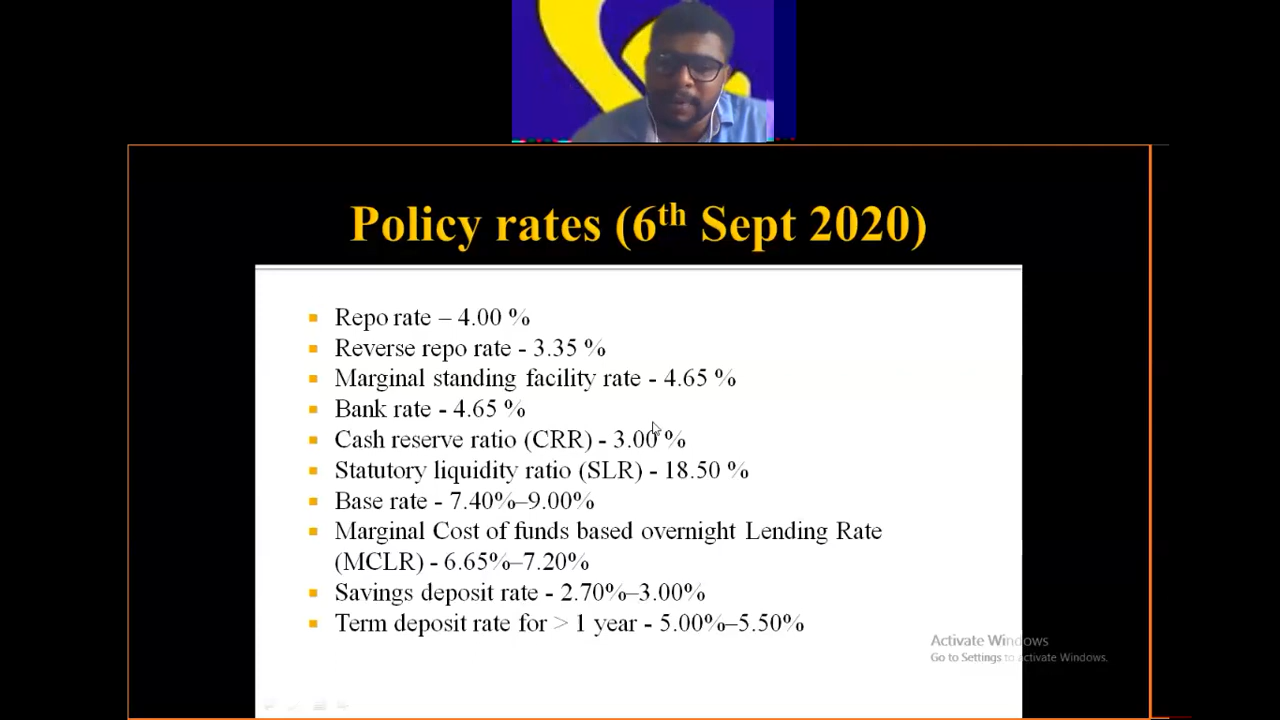 Policy rates (6th Sept 2020)
Repo rate – 4.00 %
Reverse repo rate - 3.35 %
Marginal standing facility rate - 4.65 %
Bank rate - 4.65 %
Cash reserve ratio (CRR) - 3.00 %
Statutory liquidity ratio (SLR) - 18.50 %
Base rate - 7.40%–9.00%
Marginal Cost of funds based overnight Lending Rate
(MCLR) - 6.65%–7.20%
Savings deposit rate - 2.70%–3.00%
Term deposit rate for > 1 year - 5.00%–5.50%
Activate Windows
Go to Settings to activate Windows.